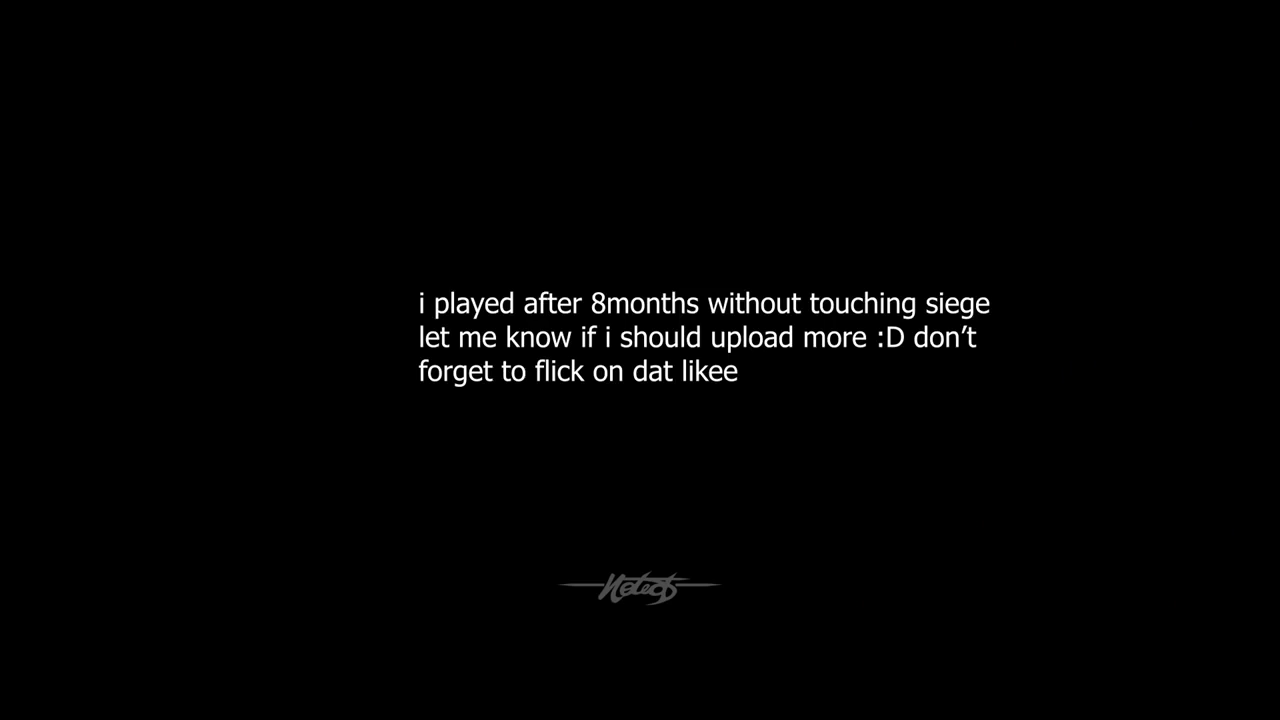 i played after 8months without touching siege
let me know if i should upload more :D don’t
forget to flick on dat likee